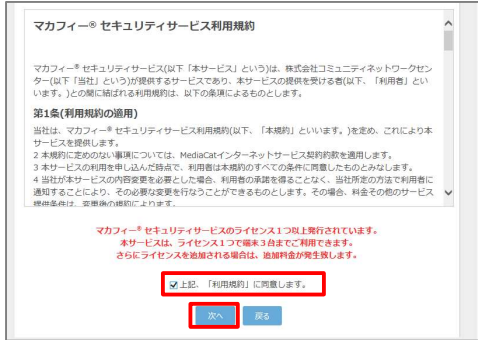 マカフィー® セキュリティサービス利用規約
マカフィー® セキュリティサービス(以下「本サービス」という)は、株式会社コミュニティネットワークセン
ター(以下「当社」という)が提供するサービスであり、本サービスの提供を受ける者(以下、「利用者」とい
います。)との間に結ばれる利用規約は、以下の条項によるものとします。
第1条(利用規約の適用)
当社は、マカフィー® セキュリティサービス利用規約(以下、「本規約」といいます。)を定め、これにより本
サービスを提供します。
2 本規約に定めのない事項については、MediaCatインターネットサービス契約約款を適用します。
3 本サービスの利用を申し込んだ時点で、利用者は本規約のすべての条件に同意したものとみなします。
4 当社が本サービスの内容変更を必要とした場合、利用者の承諾を得ることなく、当社所定の方法で利用者に
通知することにより、その必要な変更を行なうことができるものとします。その場合、料金その他のサービス
提供条件は、変更後の規約によります。
マカフィー® セキュリティサービスのライセンス1つ以上発行されています。
本サービスは、ライセンス1つで端末3台までご利用できます。
さらにライセンスを追加される場合は、追加料金が発生致します。
上記、「利用規約」に同意します。
次へ 戻る